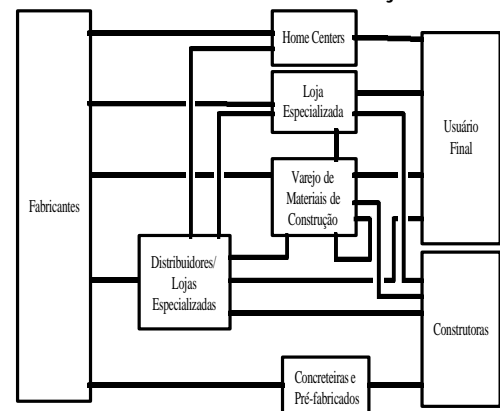 Home Centers
Loja
Especializada
Usuário
Final
Varejo de
Materiais de
Construção
Fabricantes
Distribuidores/
Lojas
Especializadas
Construtoras
Concreteiras e
Pré-fabricados